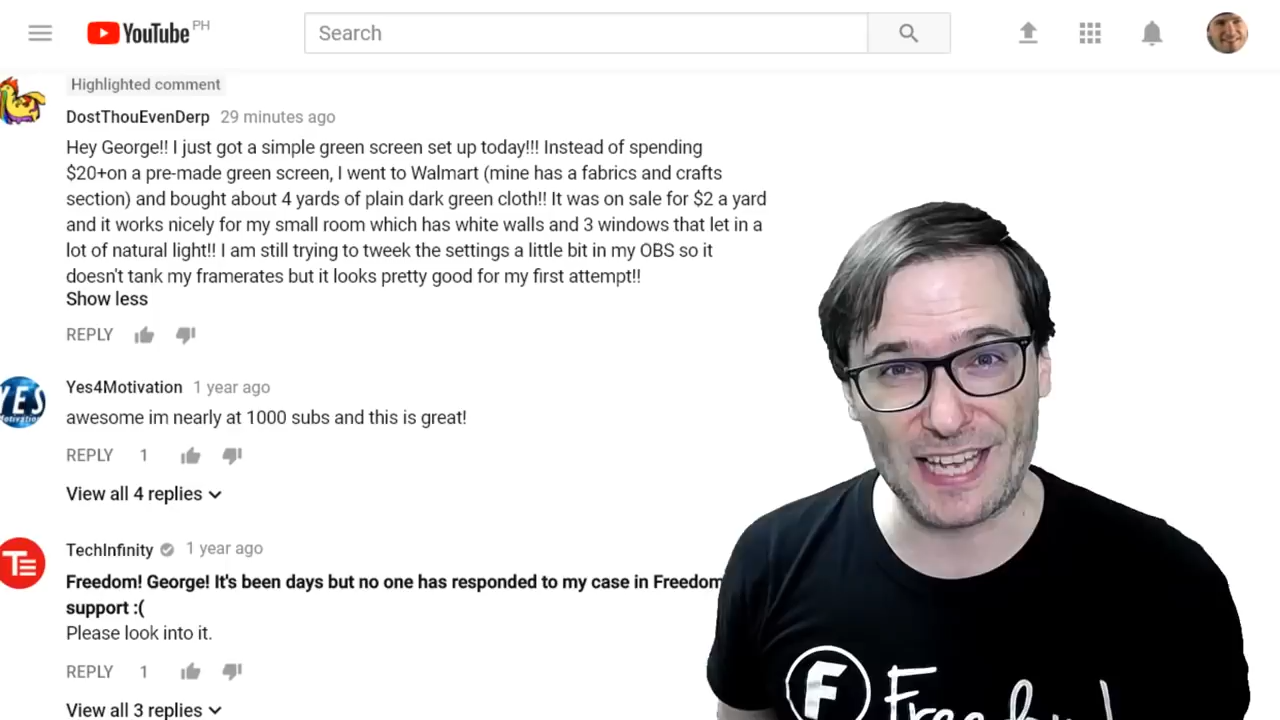 YouTube PH
Search
Highlighted comment
DostThouEvenDerp 29 minutes ago
Hey George!! I just got a simple green screen set up today!!! Instead of spending
$20+on a pre-made green screen, I went to Walmart (mine has a fabrics and crafts
section) and bought about 4 yards of plain dark green cloth!! It was on sale for $2 a yard
and it works nicely for my small room which has white walls and 3 windows that let in a
lot of natural light!! I am still trying to tweek the settings a little bit in my OBS so it
doesn't tank my framerates but it looks pretty good for my first attempt!!
Show less
REPLY
YES
Motivation
Yes4Motivation 1 year ago
awesome im nearly at 1000 subs and this is great!
REPLY 1
View all 4 replies
TE
TechInfinity 1 year ago
Freedom! George! It's been days but no one has responded to my case in Freedom
support :(
Please look into it.
REPLY 1
View all 3 replies
F